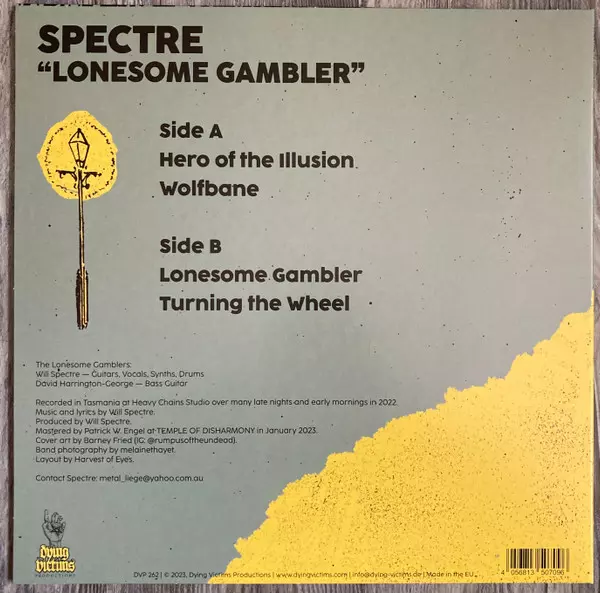 SPECTRE
“LONESOME GAMBLER”
Side A
Hero of the Illusion
Wolfbane
Side B
Lonesome Gambler
Turning the Wheel
The Lonesome Gamblers:
Will Spectre — Guitars, Vocals, Synths, Drums
David Harrington-George — Bass Guitar
Recorded in Tasmania at Heavy Chains Studio over many late nights and early mornings in 2022.
Music and lyrics by Will Spectre.
Produced by Will Spectre.
Mastered by Patrick W. Engel at TEMPLE OF DISHARMONY in January 2023.
Cover art by Barney Fried (IG: @rumpusoftheundead).
Band photography by melainethayet.
Layout by Harvest of Eyes.
Contact Spectre: metal_liege@yahoo.com.au
dying
victims
PRODUCTIONS
DVP 262 | © 2023, Dying Victims Productions | www.dyingvictims.com | info@dying-victims.de | Made in the EU
4 056813 507096